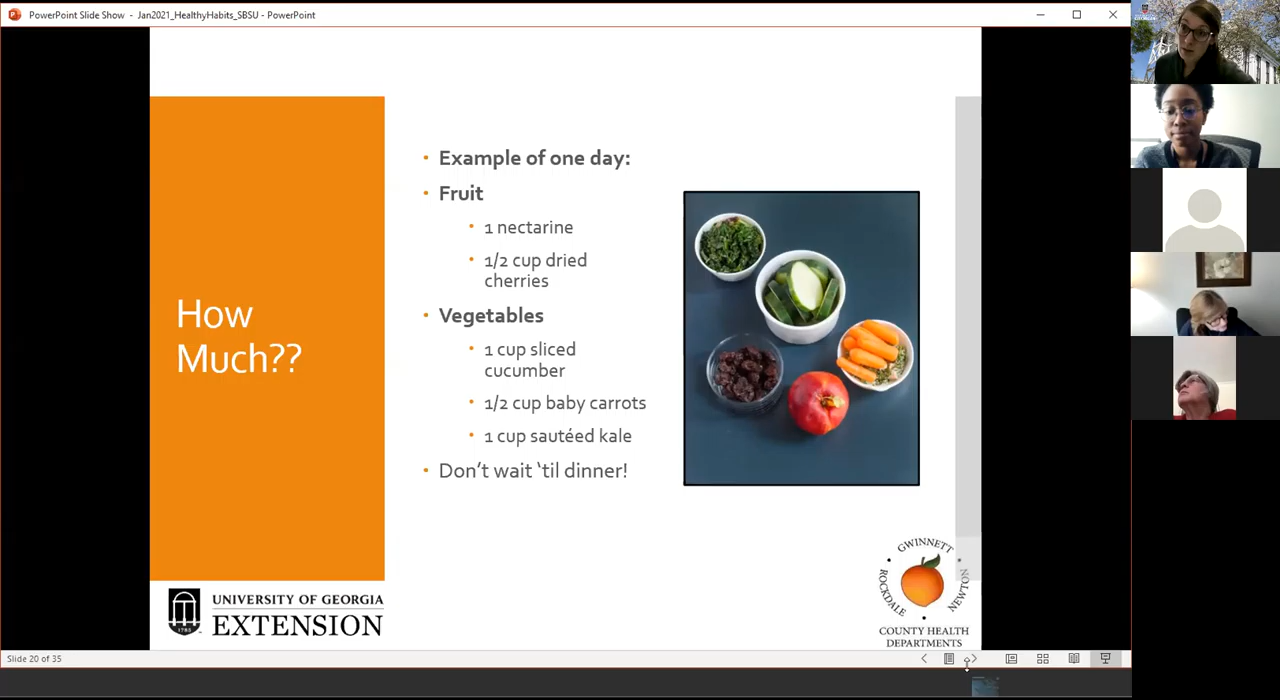 PowerPoint Slide Show - Jan2021_HealthyHabits_SBSU - PowerPoint
How
Much??
Example of one day:
Fruit
1 nectarine
1/2 cup dried
cherries
Vegetables
1 cup sliced
cucumber
1/2 cup baby carrots
1 cup sautéed kale
Don’t wait ‘til dinner!
1785
UNIVERSITY OF GEORGIA
EXTENSION
GWINNETT
ROCKDALE
NEWTON
COUNTY HEALTH
DEPARTMENTS
Slide 20 of 35